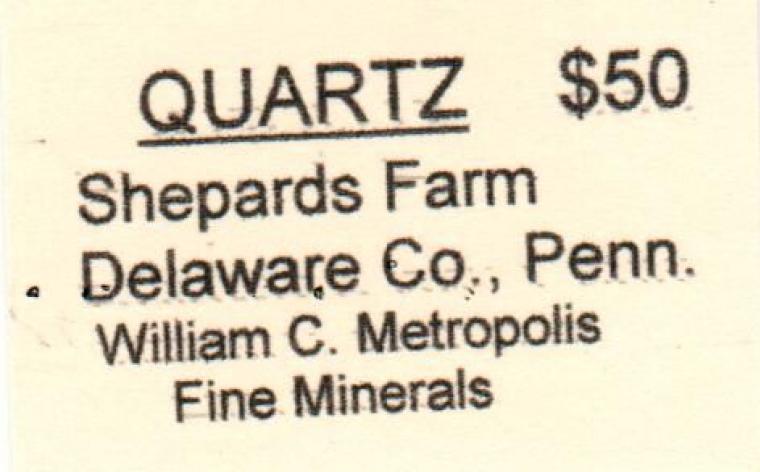 QUARTZ $50
Shepards Farm
Delaware Co., Penn.
William C. Metropolis
Fine Minerals